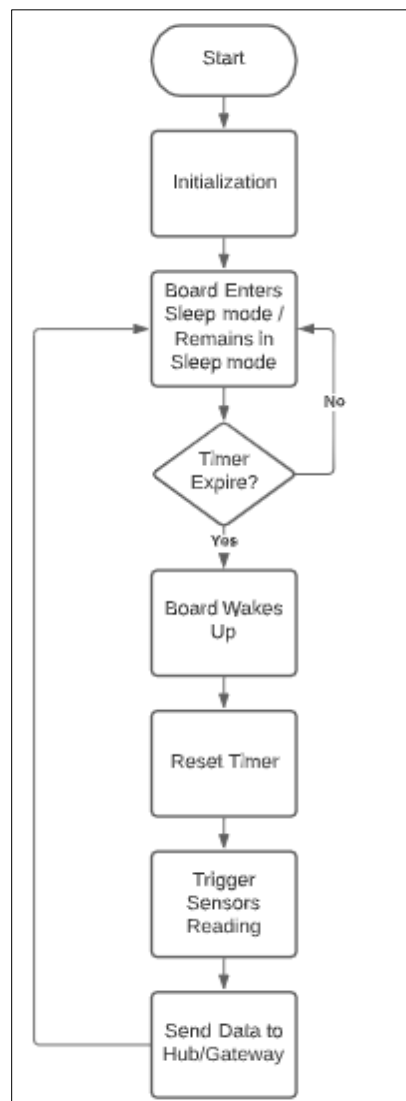 Start
Initialization
Board Enters
Sleep mode /
Remains in
Sleep mode
No
Timer
Expire?
Yes
Board Wakes
Up
Reset Timer
Trigger
Sensors
Reading
Send Data to
Hub/Gateway